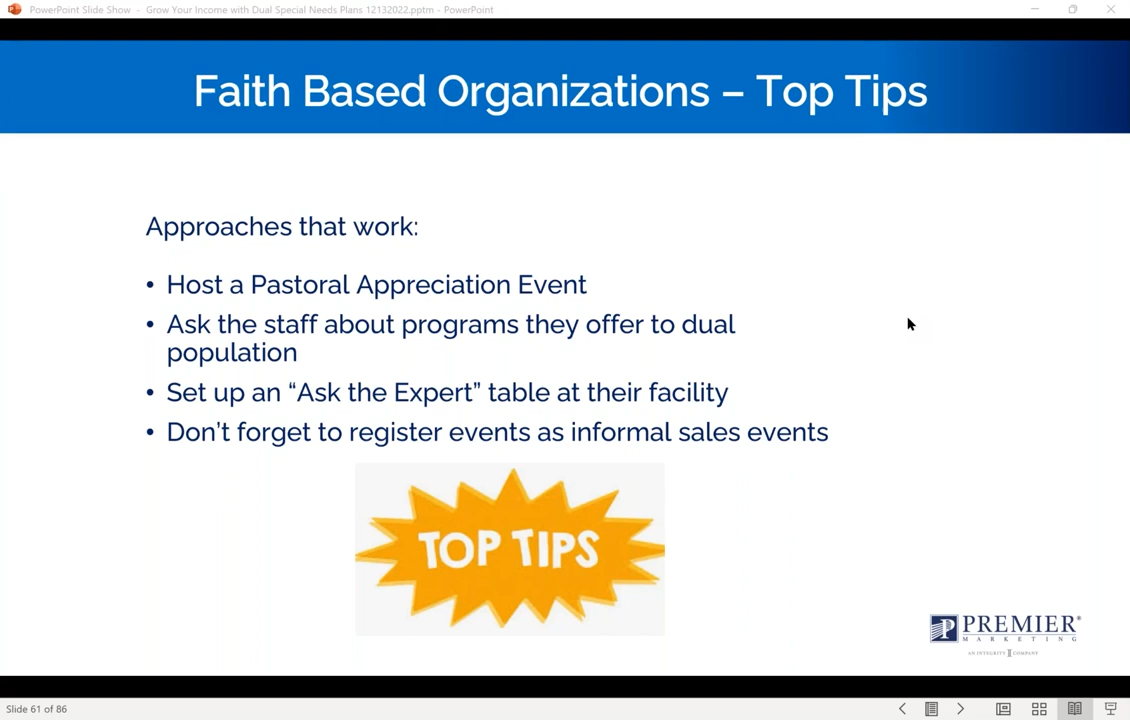 PowerPoint Slide Show - Grow Your Income with Dual Special Needs Plans 12132022.pptm - PowerPoint
Faith Based Organizations – Top Tips
Approaches that work:
• Host a Pastoral Appreciation Event
• Ask the staff about programs they offer to dual
population
• Set up an “Ask the Expert” table at their facility
• Don’t forget to register events as informal sales events
TOP TIPS
PREMIER®
MARKETING
AN INTEGRITY COMPANY
Slide 61 of 86